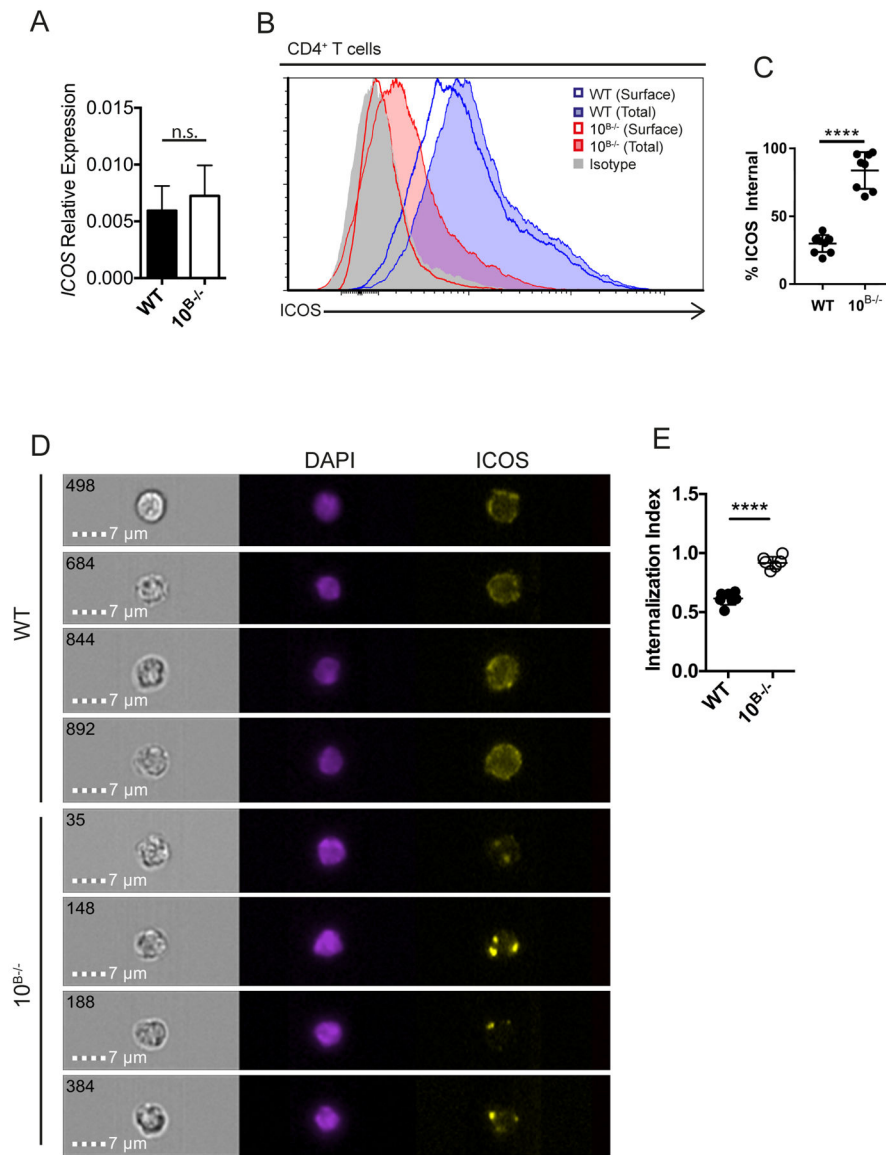 A
ICOS Relative Expression
0.015
0.010
0.005
0.000
n.s.
WT
10ᴮ⁻/⁻
B
CD4⁺ T cells
WT (Surface)
WT (Total)
10ᴮ⁻/⁻ (Surface)
10ᴮ⁻/⁻ (Total)
Isotype
ICOS
C
% ICOS Internal
100
50
0
****
WT
10ᴮ⁻/⁻
D
DAPI
ICOS
WT
498
7 μm
684
7 μm
844
7 μm
892
7 μm
10ᴮ⁻/⁻
35
7 μm
148
7 μm
188
7 μm
384
7 μm
E
Internalization Index
1.5
1.0
0.5
0.0
****
WT
10ᴮ⁻/⁻